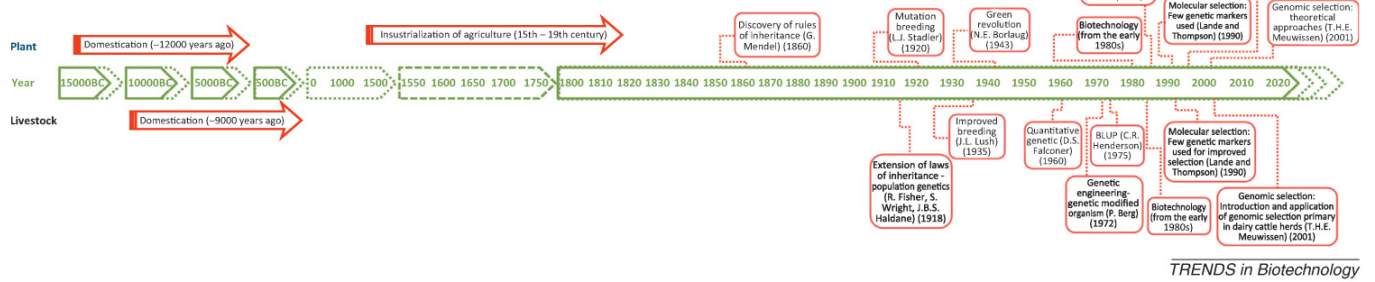 Molecular selection:
Few genetic markers
used (Lande and
Thompson) (1990)
Genomic selection:
theoretical
approaches (T.H.E.
Meuwissen) (2001)
Discovery of rules
of inheritance (G.
Mendel) (1860)
Mutation
breeding
(L.J. Stadler)
(1920)
Green
revolution
(N.E. Borlaug)
(1943)
Biotechnology
(from the early
1980s)
Plant
Domestication (~12000 years ago)
Insustrialization of agriculture (15th – 19th century)
Year
15000BC 10000BC 5000BC 500BC 0 1000 1500 1550 1600 1650 1700 1750 1800 1810 1820 1830 1840 1850 1860 1870 1880 1890 1900 1910 1920 1930 1940 1950 1960 1970 1980 1990 2000 2010 2020
Livestock
Domestication (~9000 years ago)
Extension of laws
of inheritance -
population genetics
(R. Fisher, S.
Wright, J.B.S.
Haldane) (1918)
Improved
breeding
(J.L. Lush)
(1935)
Quantitative
genetic (D.S.
Falconer)
(1960)
BLUP (C.R.
Henderson)
(1975)
Genetic
engineering-
genetic modified
organism (P. Berg)
(1972)
Molecular selection:
Few genetic markers
used for improved
selection (Lande and
Thompson) (1990)
Biotechnology
(from the early
1980s)
Genomic selection:
Introduction and application
of genomic selection primary
in dairy cattle herds (T.H.E.
Meuwissen) (2001)
TRENDS in Biotechnology